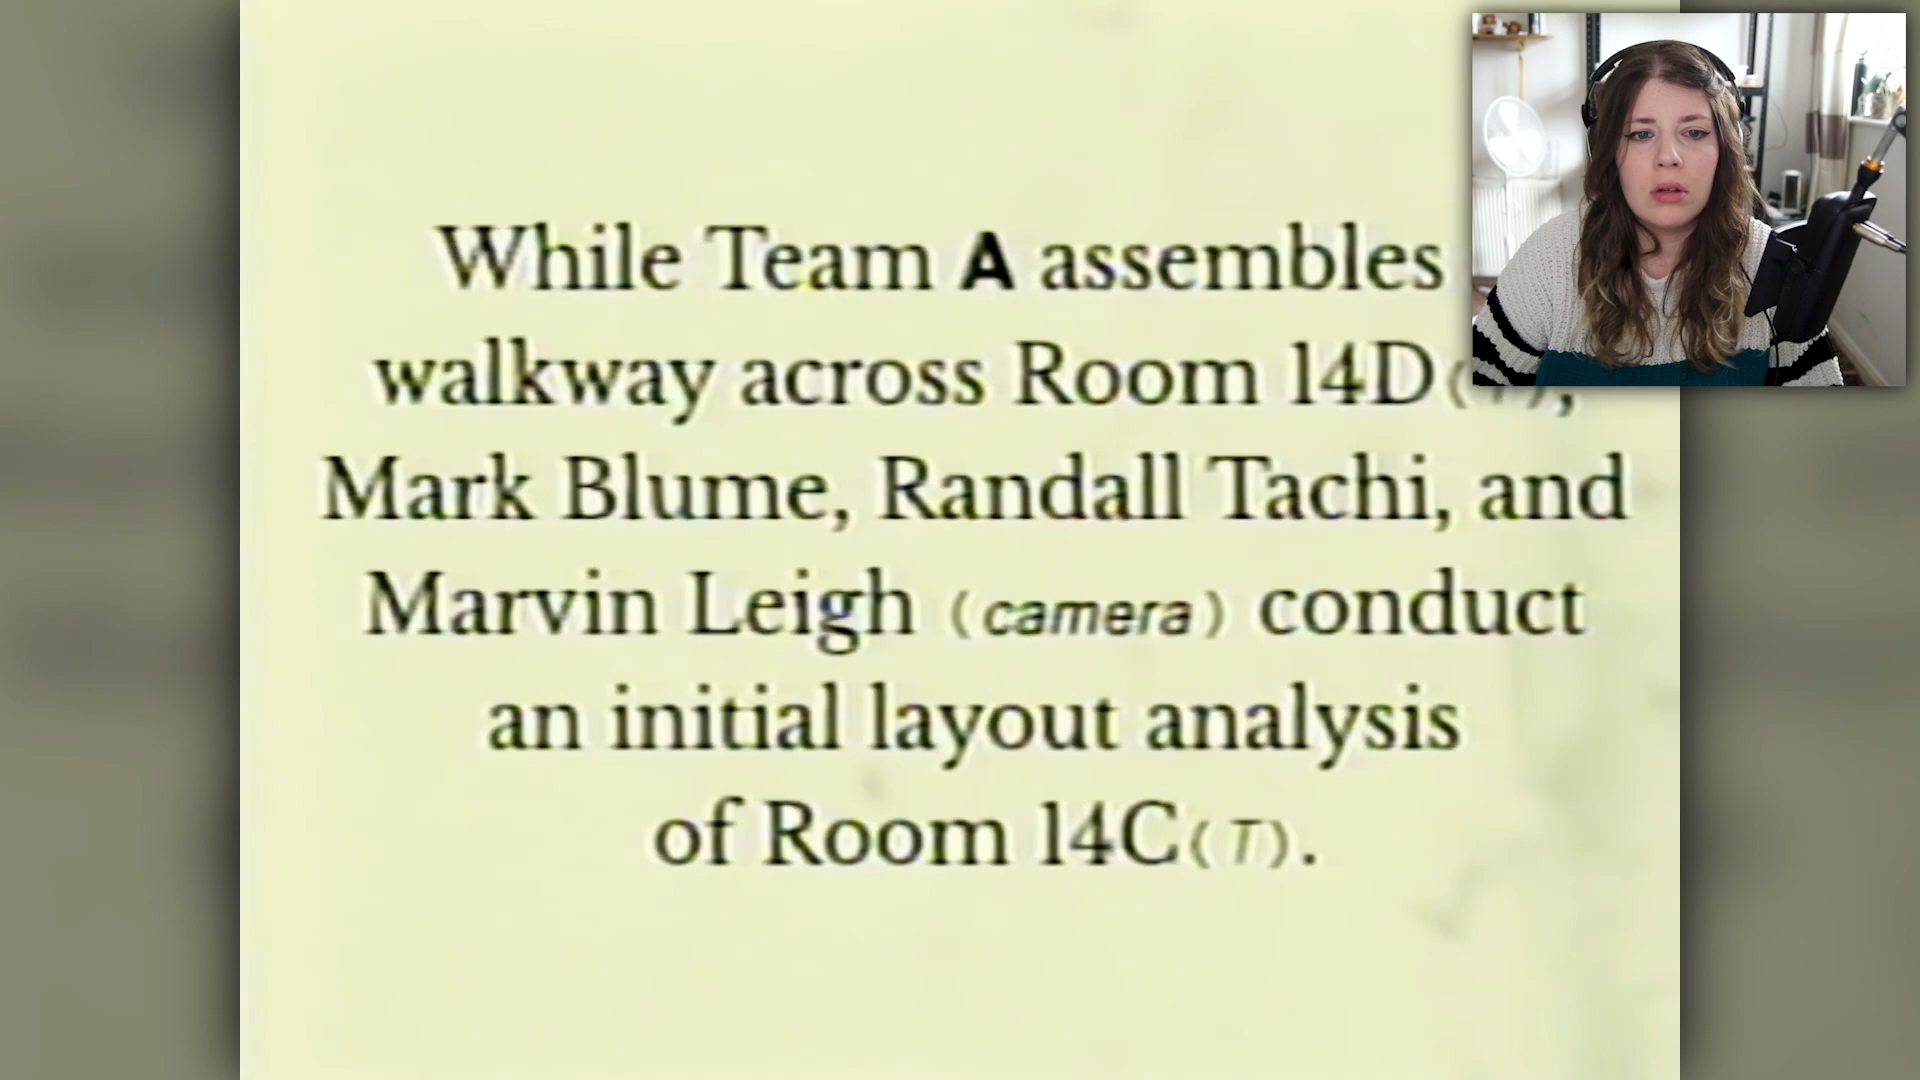 While Team A assembles
walkway across Room 14D
Mark Blume, Randall Tachi, and
Marvin Leigh (camera) conduct
an initial layout analysis
of Room 14C(T).